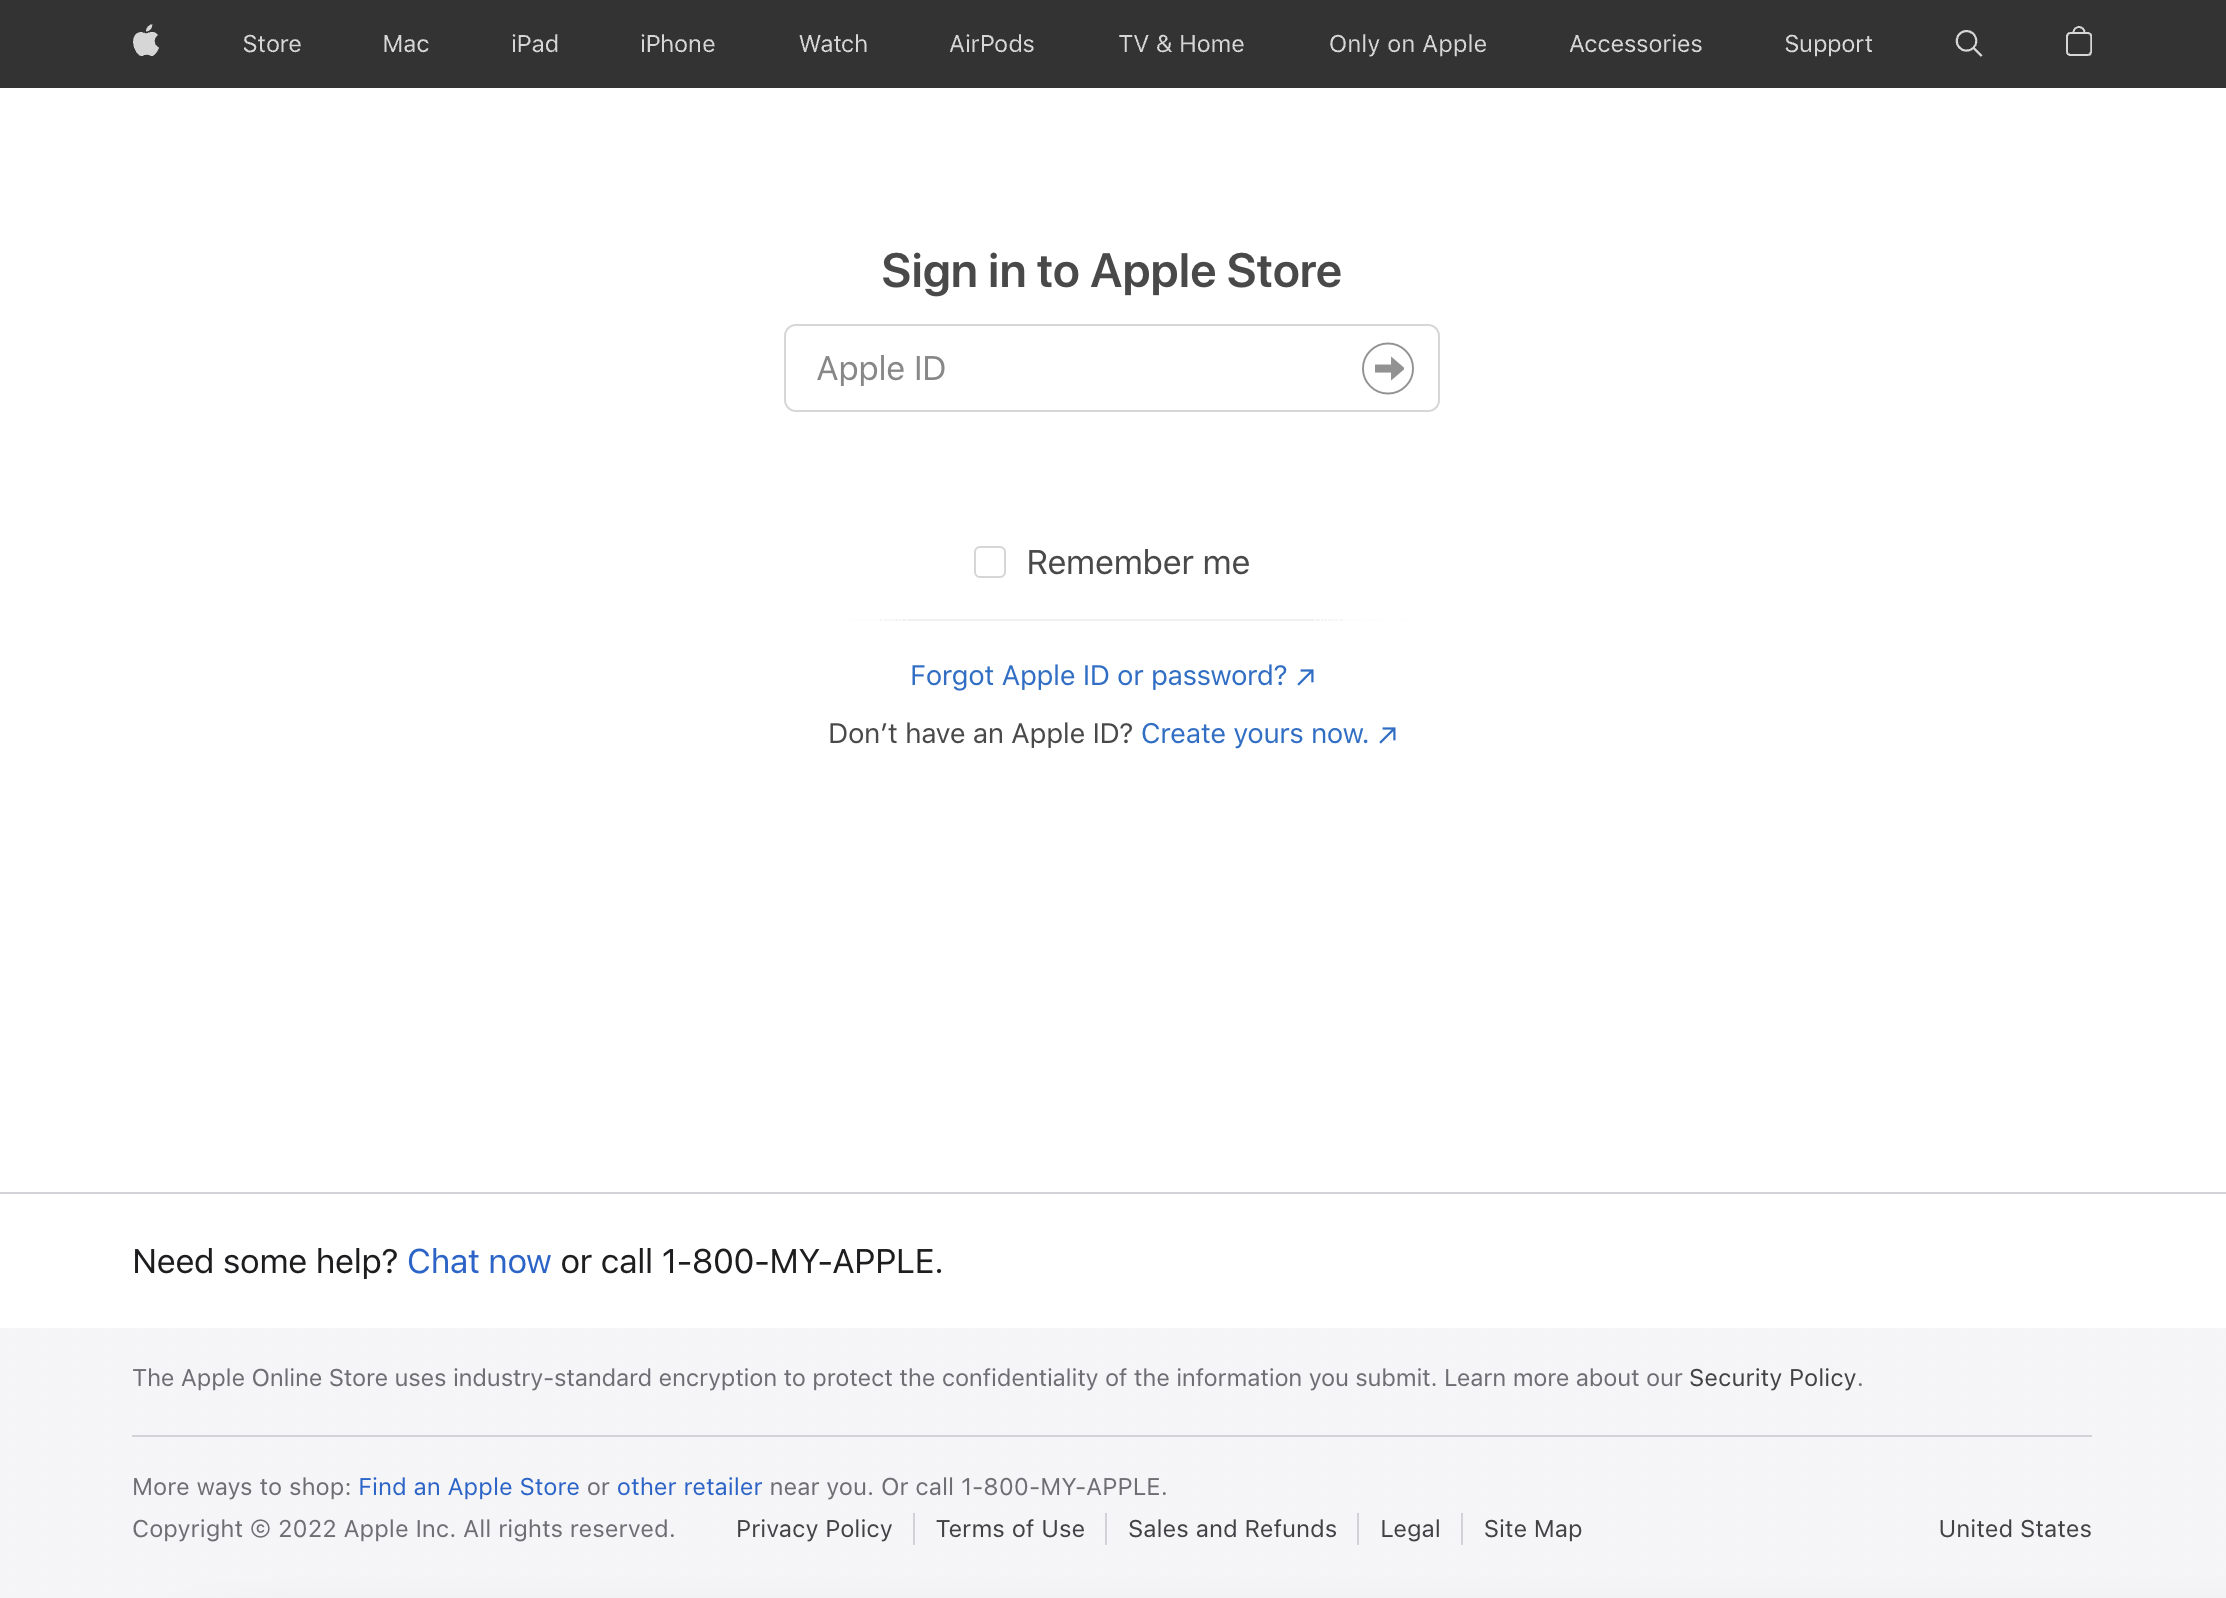 Store Mac iPad iPhone Watch AirPods TV & Home Only on Apple Accessories Support
Sign in to Apple Store
Apple ID
Remember me
Forgot Apple ID or password?
Don’t have an Apple ID? Create yours now.
Need some help? Chat now or call 1-800-MY-APPLE.
The Apple Online Store uses industry-standard encryption to protect the confidentiality of the information you submit. Learn more about our Security Policy.
More ways to shop: Find an Apple Store or other retailer near you. Or call 1-800-MY-APPLE.
Copyright © 2022 Apple Inc. All rights reserved. Privacy Policy Terms of Use Sales and Refunds Legal Site Map United States